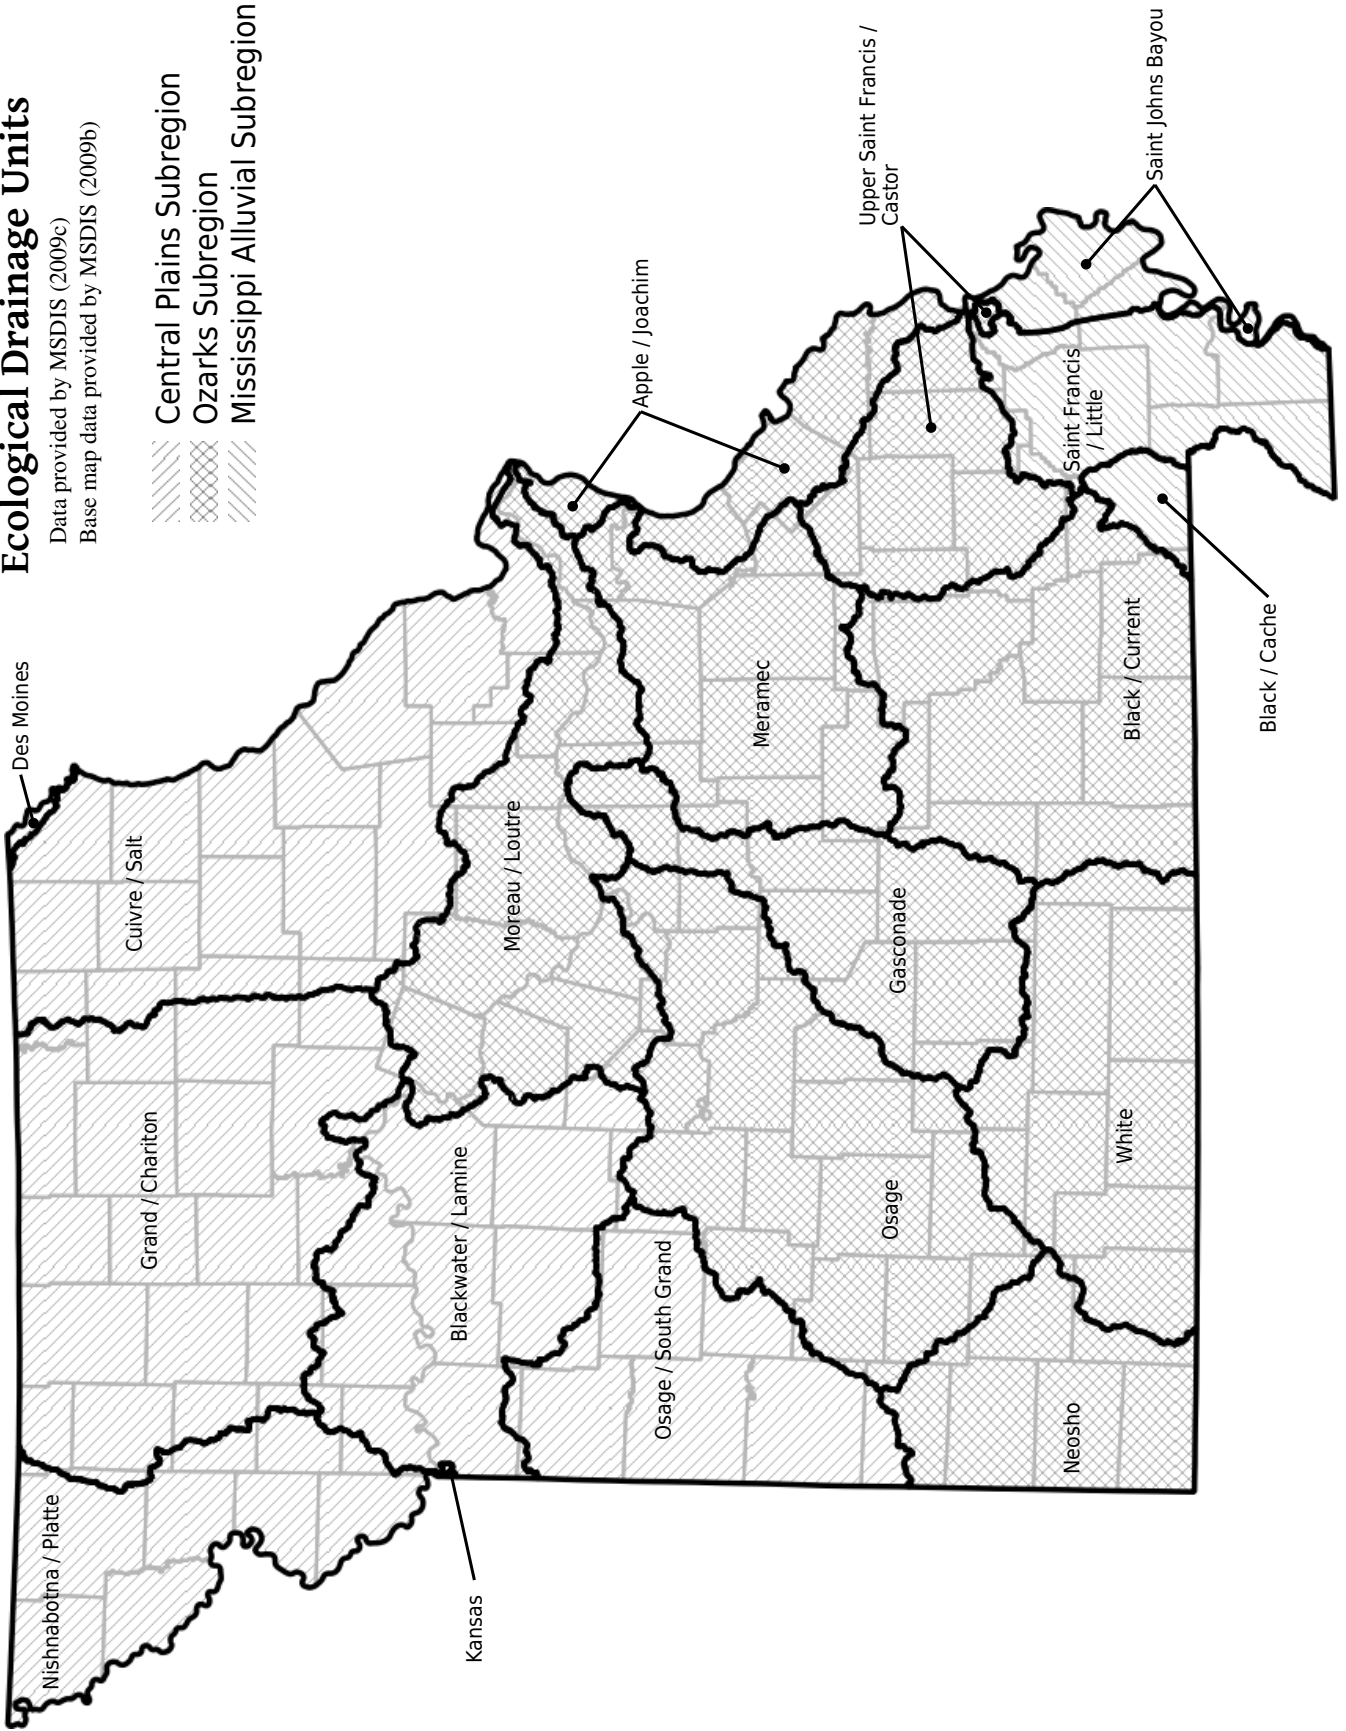 Ecological Drainage Units
Data provided by MSDIS (2009c)
Base map data provided by MSDIS (2009b)
Central Plains Subregion
Ozarks Subregion
Mississippi Alluvial Subregion
Nishnabotna / Platte
Grand / Chariton
Cuivre / Salt
Des Moines
Kansas
Blackwater / Lamine
Moreau / Loutre
Apple / Joachim
Osage / South Grand
Meramec
Osage
Gasconade
Upper Saint Francis /
Castor
Neosho
White
Black / Current
Saint Francis
/ Little
Saint Johns Bayou
Black / Cache